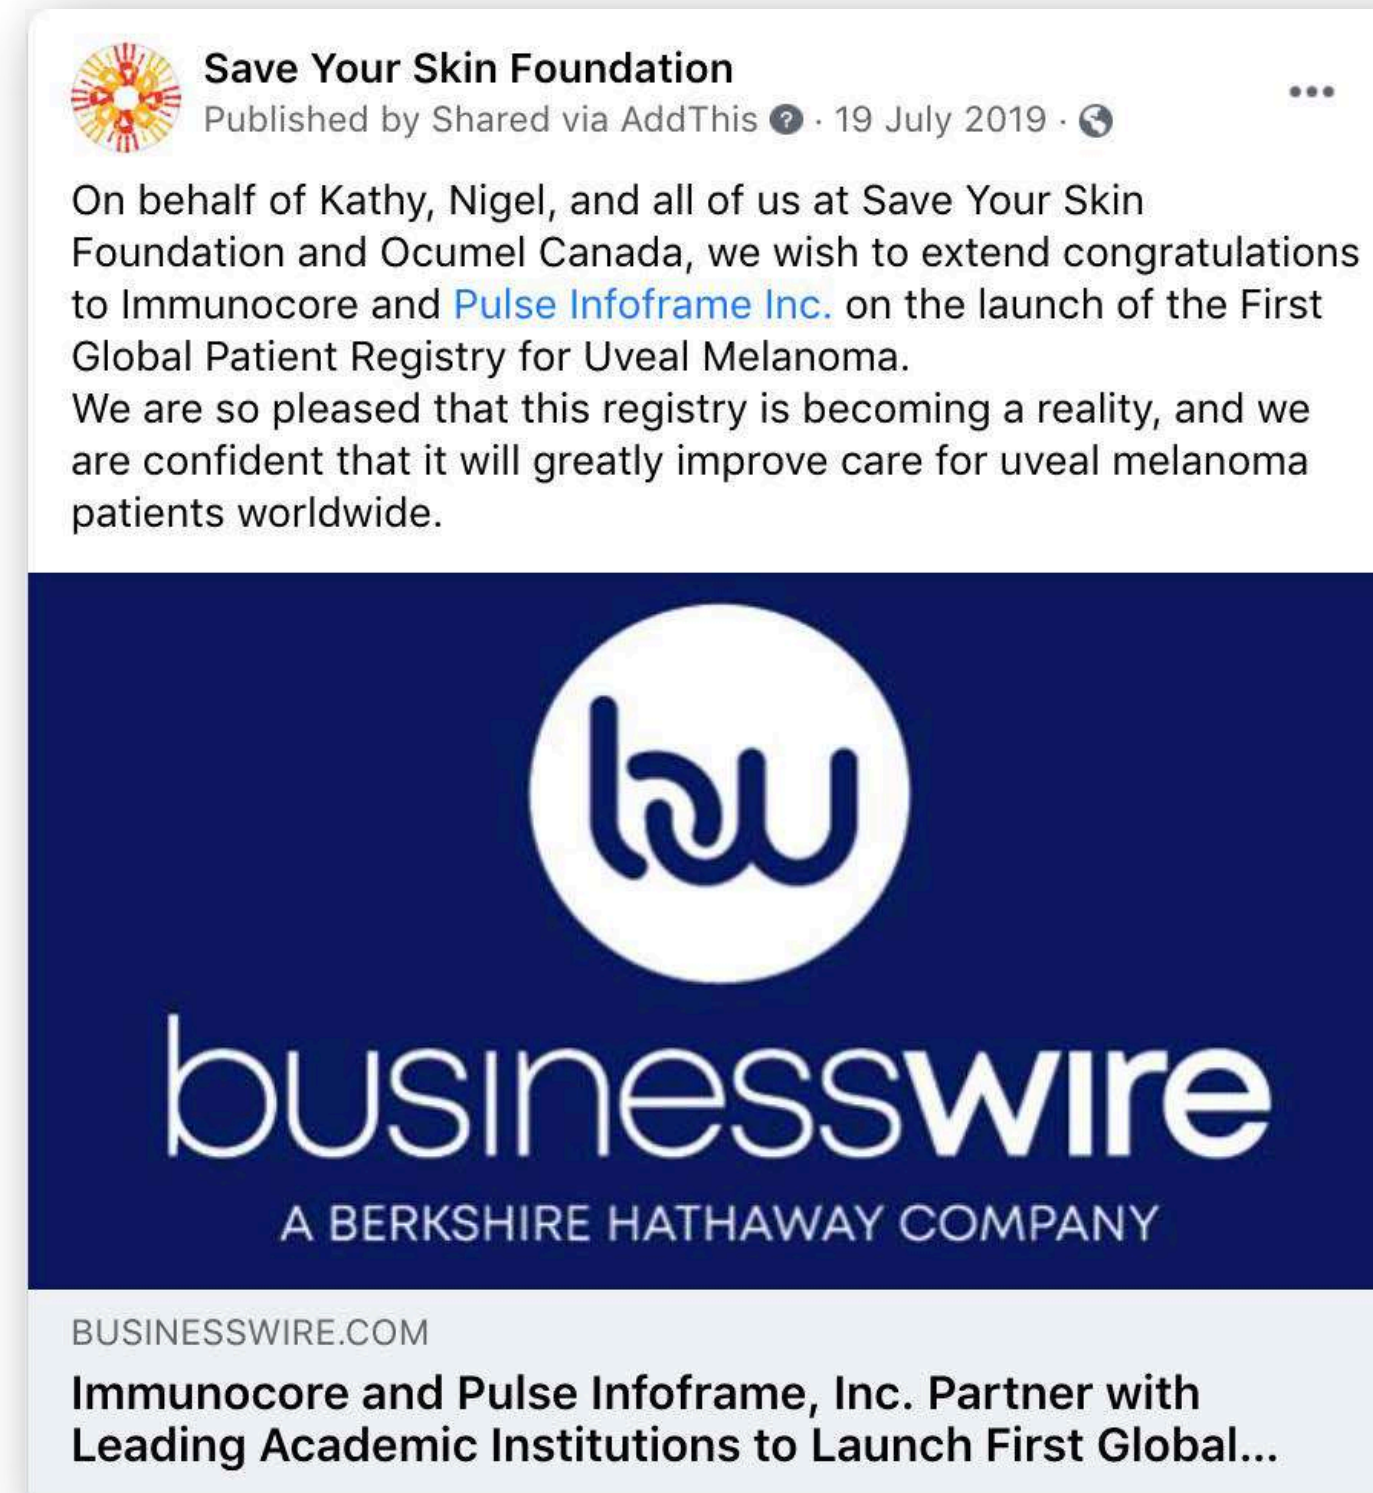 Save Your Skin Foundation
Published by Shared via AddThis · 19 July 2019 ·
On behalf of Kathy, Nigel, and all of us at Save Your Skin
Foundation and Ocumel Canada, we wish to extend congratulations
to Immunocore and Pulse Infoframe Inc. on the launch of the First
Global Patient Registry for Uveal Melanoma.
We are so pleased that this registry is becoming a reality, and we
are confident that it will greatly improve care for uveal melanoma
patients worldwide.
bw
businesswire
A BERKSHIRE HATHAWAY COMPANY
BUSINESSWIRE.COM
Immunocore and Pulse Infoframe, Inc. Partner with
Leading Academic Institutions to Launch First Global...